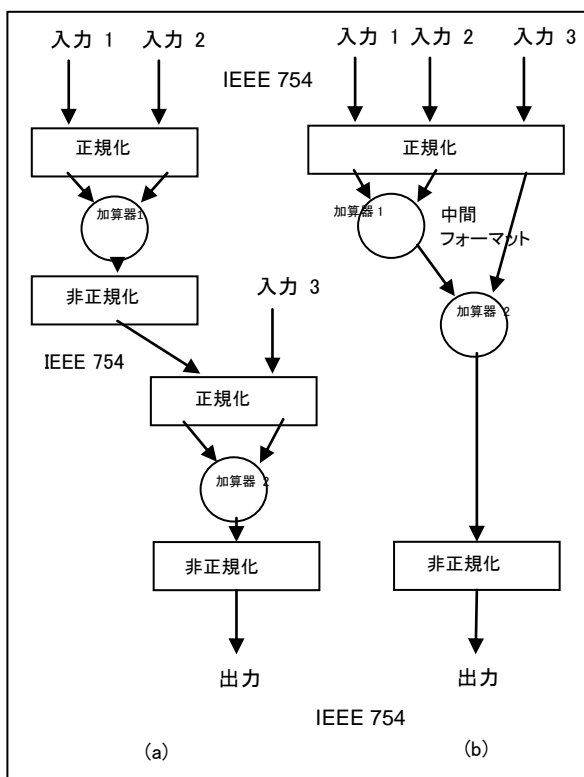 入力 1 入力 2 入力 1 入力 2 入力 3
IEEE 754
正規化 正規化
加算器1 加算器 1 中間
フォーマット
非正規化 入力 3 加算器 2
IEEE 754
正規化
加算器 2
非正規化 非正規化
出力 出力
IEEE 754
(a) (b)